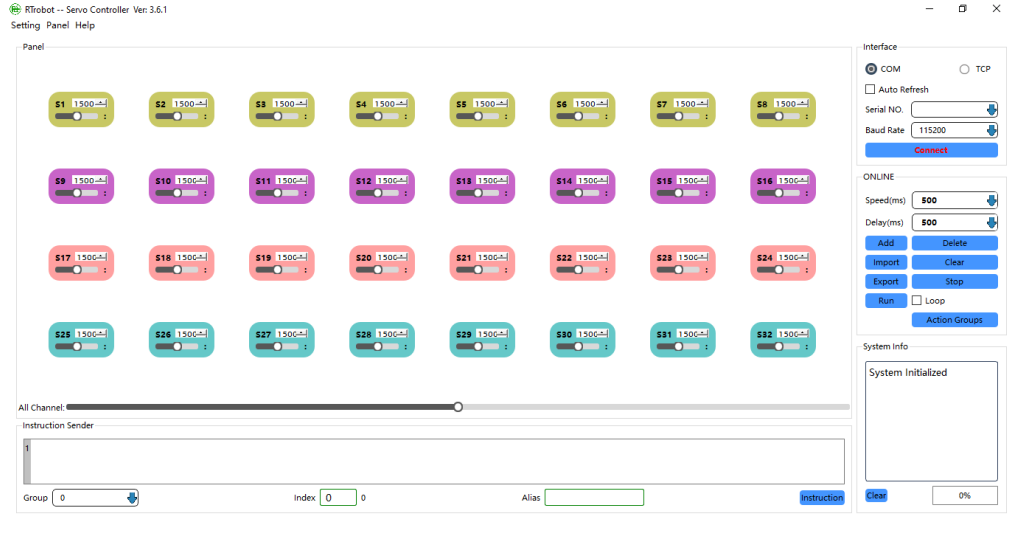 RTrobot -- Servo Controller Ver: 3.6.1
Setting Panel Help
Panel
S1 1500 S2 1500 S3 1500 S4 1500 S5 1500 S6 1500 S7 1500 S8 1500
S9 1500 S10 1500 S11 1500 S12 1500 S13 1500 S14 1500 S15 1500 S16 1500
S17 1500 S18 1500 S19 1500 S20 1500 S21 1500 S22 1500 S23 1500 S24 1500
S25 1500 S26 1500 S27 1500 S28 1500 S29 1500 S30 1500 S31 1500 S32 1500
All Channel:
Instruction Sender
1
Group 0 Index 0 0 Alias Instruction
Interface
COM TCP
Auto Refresh
Serial NO.
Baud Rate 115200
Connect
ONLINE
Speed(ms) 500
Delay(ms) 500
Add Delete
Import Clear
Export Stop
Run Loop
Action Groups
System Info
System Initialized
Clear 0%